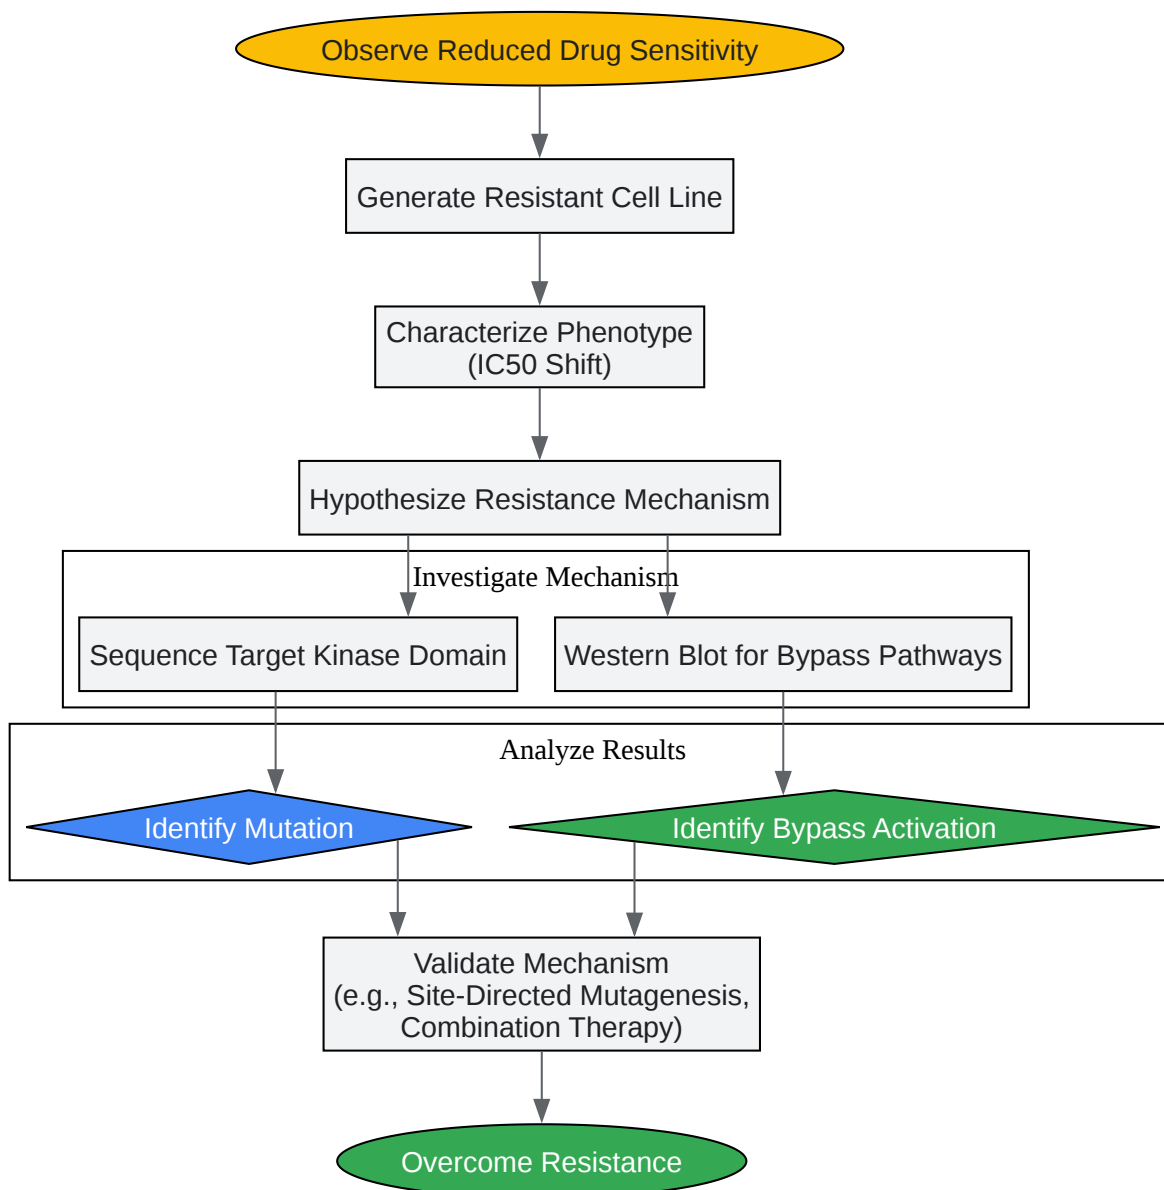 Observe Reduced Drug Sensitivity
Generate Resistant Cell Line
Characterize Phenotype
(IC50 Shift)
Hypothesize Resistance Mechanism
Investigate Mechanism
Sequence Target Kinase Domain
Western Blot for Bypass Pathways
Analyze Results
Identify Mutation
Identify Bypass Activation
Validate Mechanism
(e.g., Site-Directed Mutagenesis,
Combination Therapy)
Overcome Resistance